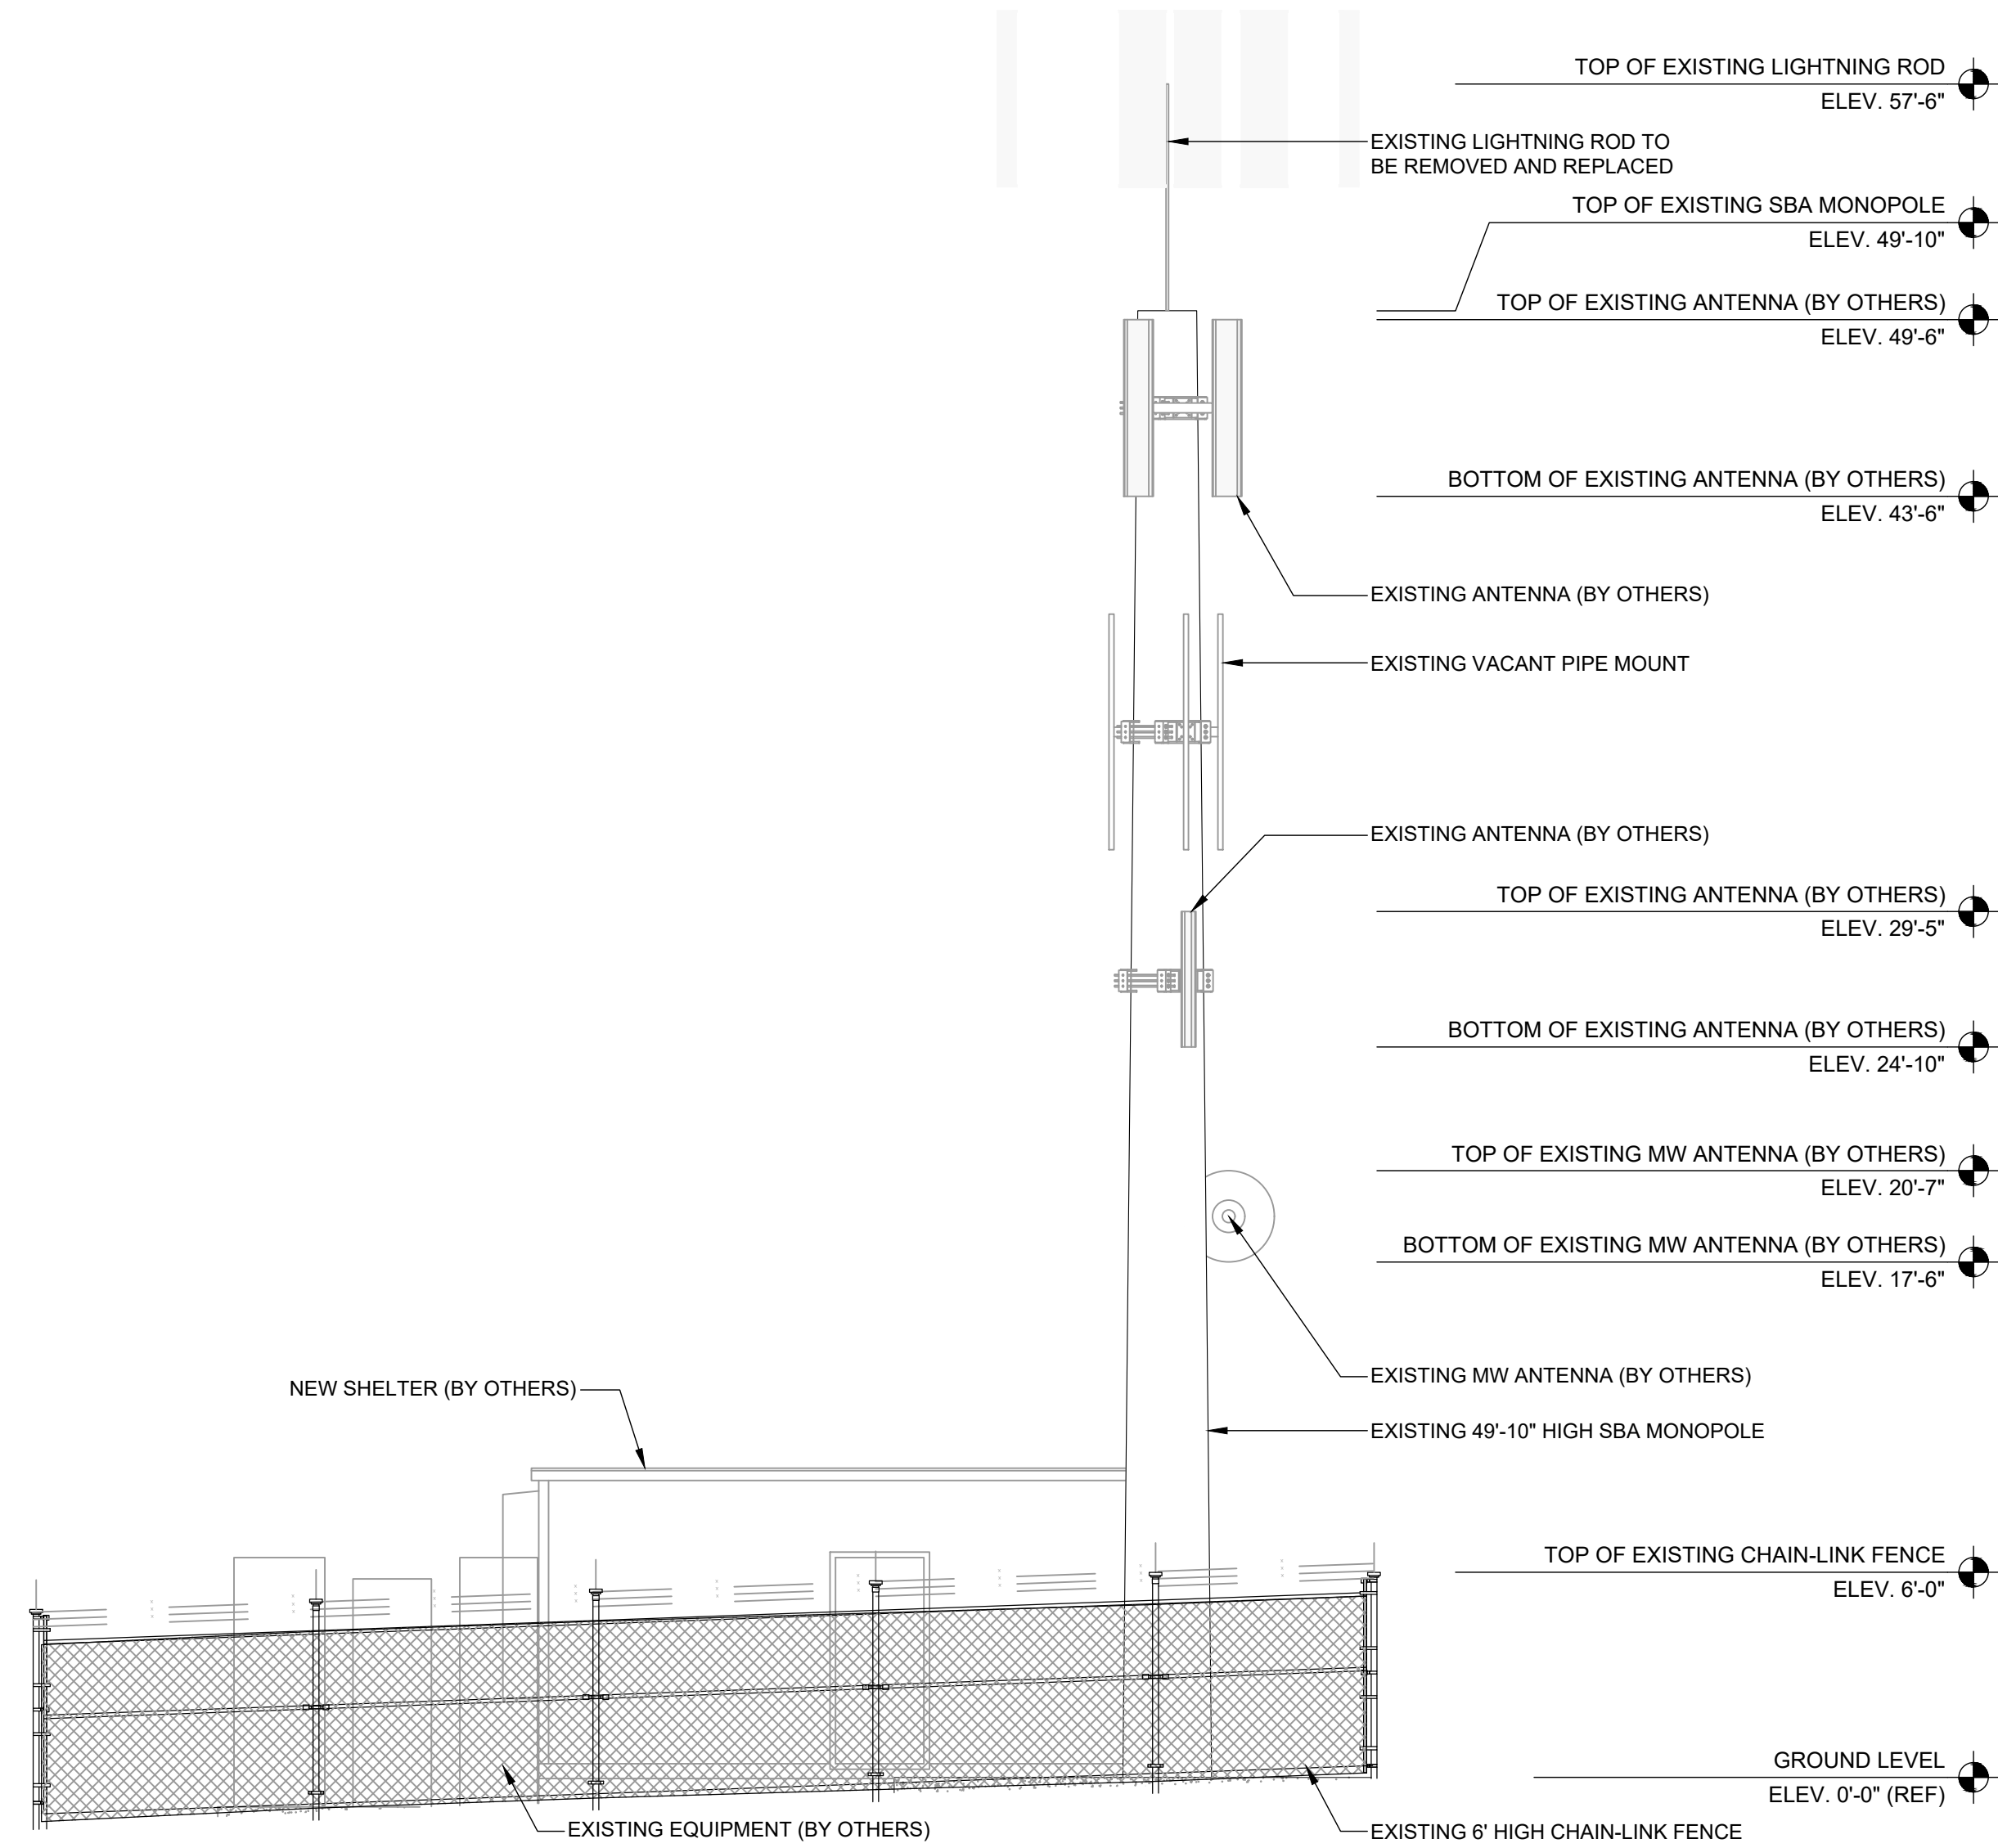 TOP OF EXISTING LIGHTNING ROD
ELEV. 57'-6"
EXISTING LIGHTNING ROD TO
BE REMOVED AND REPLACED
TOP OF EXISTING SBA MONOPOLE
ELEV. 49'-10"
TOP OF EXISTING ANTENNA (BY OTHERS)
ELEV. 49'-6"
BOTTOM OF EXISTING ANTENNA (BY OTHERS)
ELEV. 43'-6"
EXISTING ANTENNA (BY OTHERS)
EXISTING VACANT PIPE MOUNT
EXISTING ANTENNA (BY OTHERS)
TOP OF EXISTING ANTENNA (BY OTHERS)
ELEV. 29'-5"
BOTTOM OF EXISTING ANTENNA (BY OTHERS)
ELEV. 24'-10"
TOP OF EXISTING MW ANTENNA (BY OTHERS)
ELEV. 20'-7"
BOTTOM OF EXISTING MW ANTENNA (BY OTHERS)
ELEV. 17'-6"
EXISTING MW ANTENNA (BY OTHERS)
NEW SHELTER (BY OTHERS)
EXISTING 49'-10" HIGH SBA MONOPOLE
TOP OF EXISTING CHAIN-LINK FENCE
ELEV. 6'-0"
GROUND LEVEL
ELEV. 0'-0" (REF)
EXISTING EQUIPMENT (BY OTHERS)
EXISTING 6' HIGH CHAIN-LINK FENCE